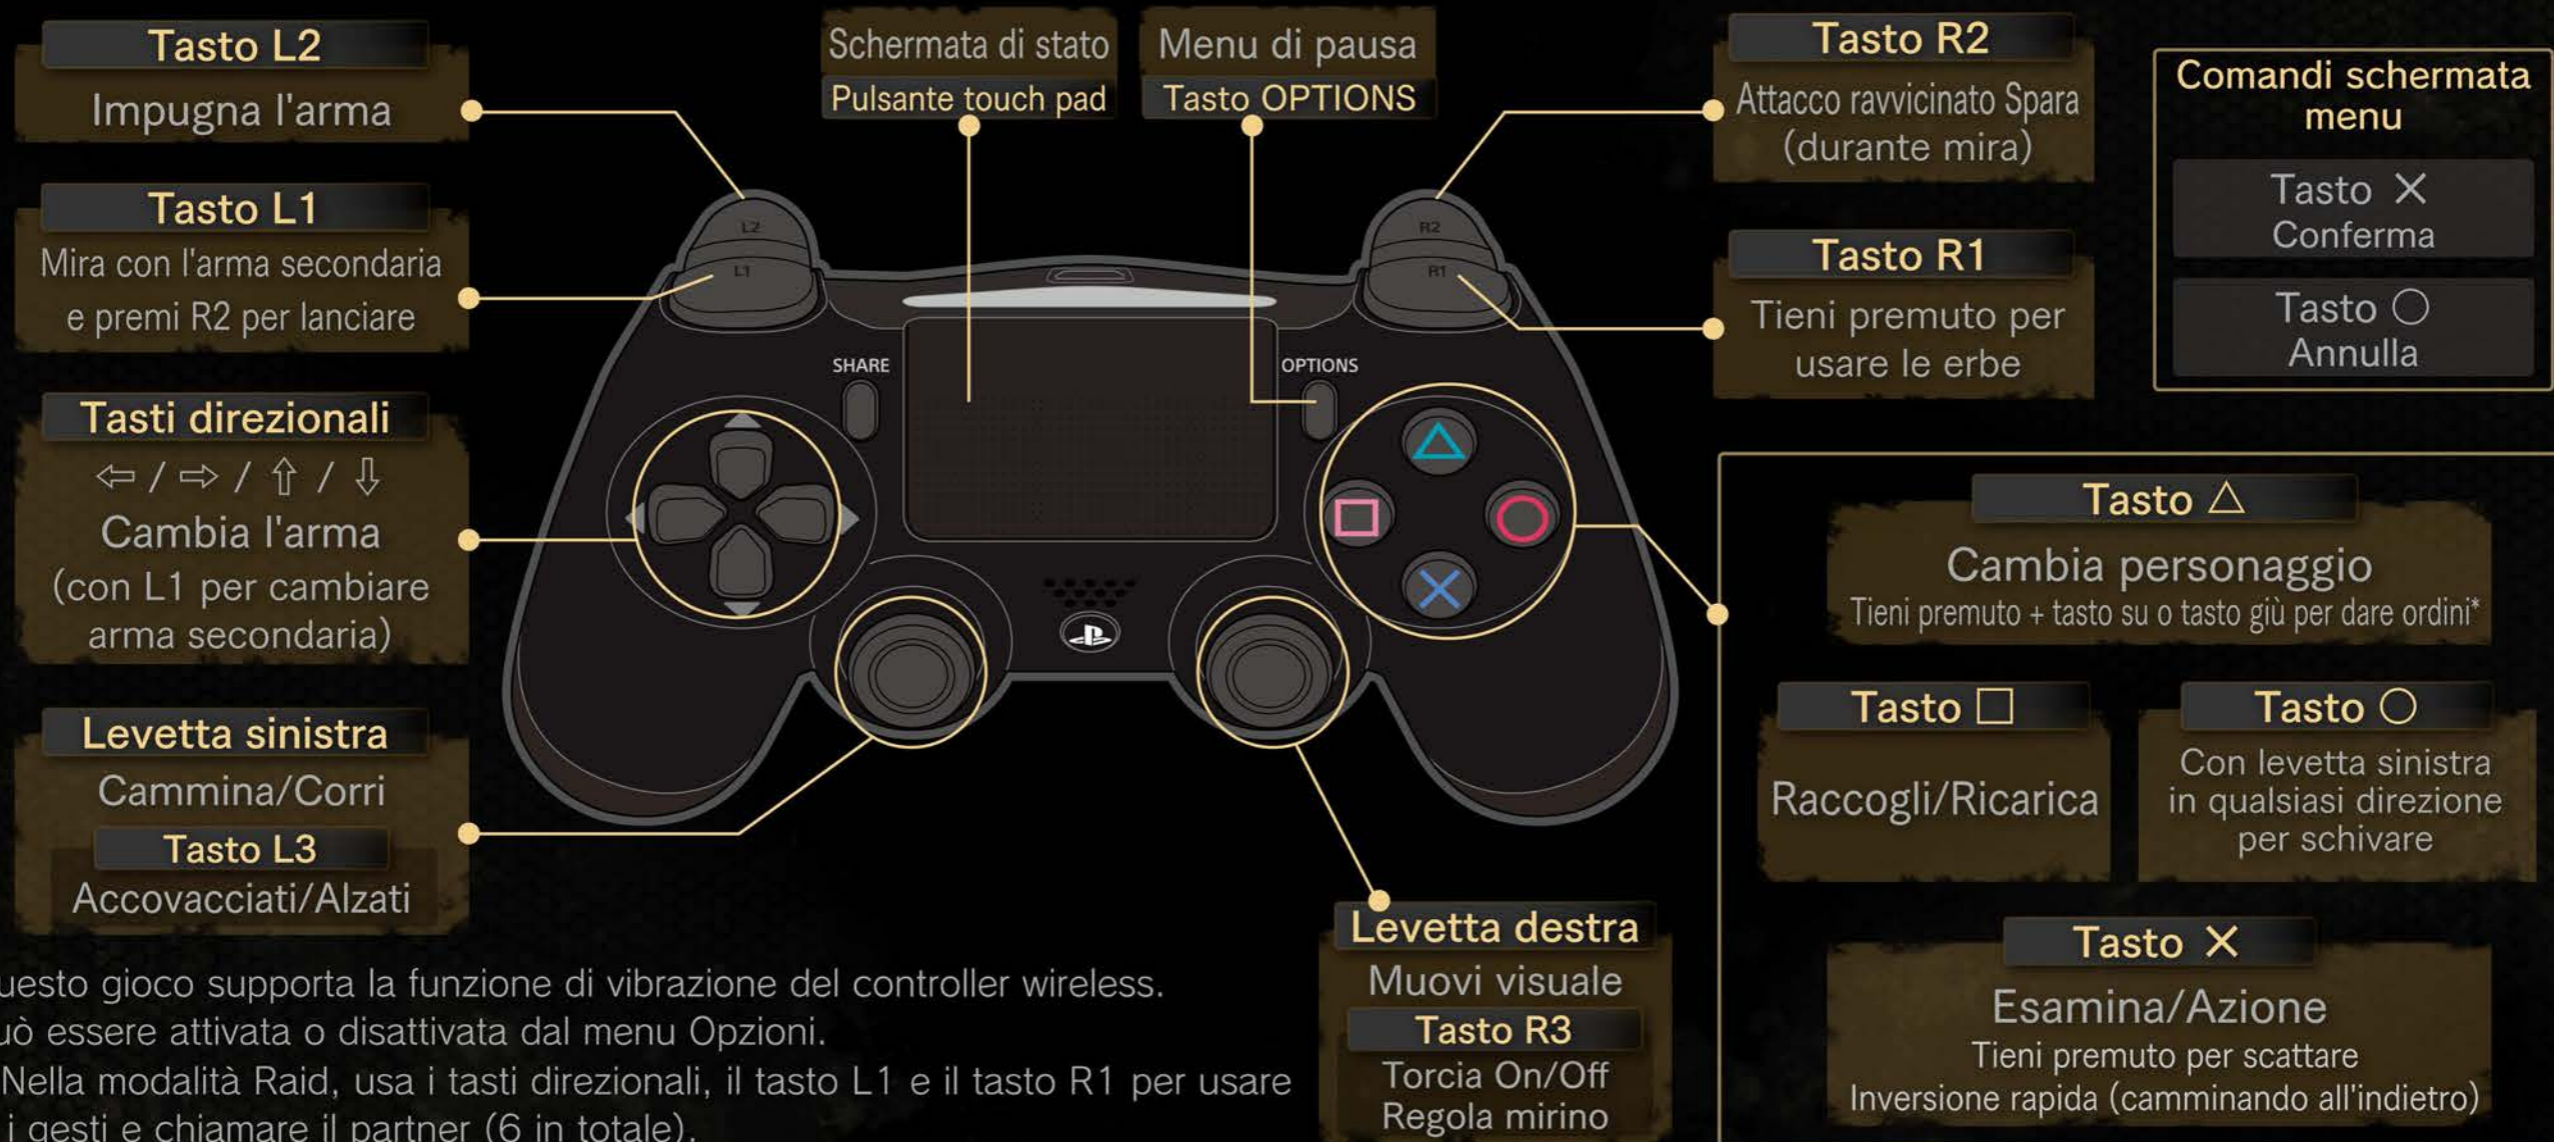 Tasto L2
Impugna l'arma
Tasto L1
Mira con l'arma secondaria
e premi R2 per lanciare
Tasti direzionali
⇦ / ⇨ / ⇧ / ⇩
Cambia l'arma
(con L1 per cambiare
arma secondaria)
Levetta sinistra
Cammina/Corri
Tasto L3
Accovacciati/Alzati
Schermata di stato
Pulsante touch pad
Menu di pausa
Tasto OPTIONS
L2
L1
R2
R1
SHARE
OPTIONS
Tasto R2
Attacco ravvicinato Spara
(durante mira)
Tasto R1
Tieni premuto per
usare le erbe
Comandi schermata
menu
Tasto ✕
Conferma
Tasto ○
Annulla
Tasto △
Cambia personaggio
Tieni premuto + tasto su o tasto giù per dare ordini*
Tasto □
Raccogli/Ricarica
Tasto ○
Con levetta sinistra
in qualsiasi direzione
per schivare
Tasto ✕
Esamina/Azione
Tieni premuto per scattare
Inversione rapida (camminando all'indietro)
Levetta destra
Muovi visuale
Tasto R3
Torcia On/Off
Regola mirino
uesto gioco supporta la funzione di vibrazione del controller wireless.
uò essere attivata o disattivata dal menu Opzioni.
Nella modalità Raid, usa i tasti direzionali, il tasto L1 e il tasto R1 per usare
i gesti e chiamare il partner (6 in totale).